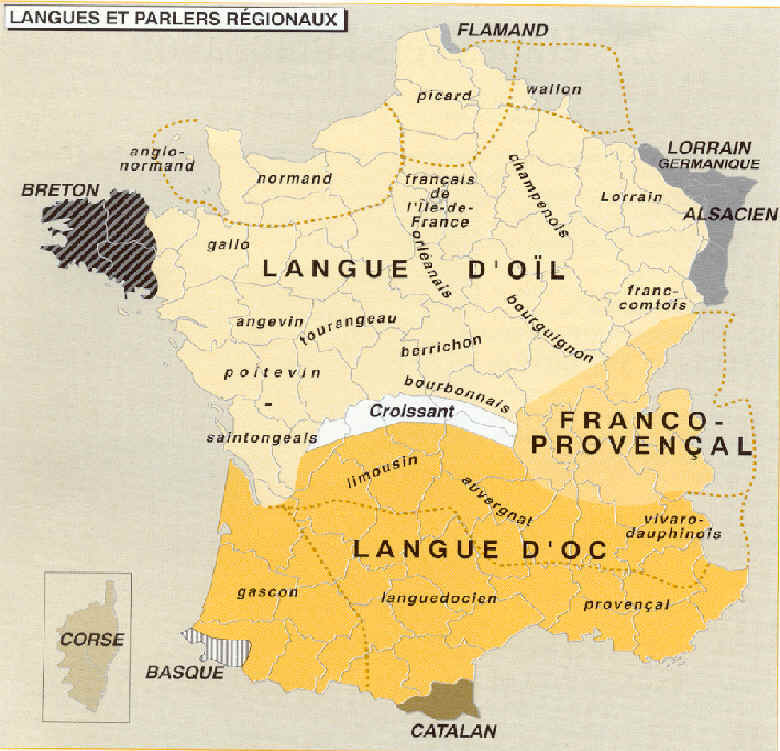 LANGUES ET PARLERS RÉGIONAUX
FLAMAND
picard
wallon
anglo-
normand
normand
français
de
l'Île-de-
France
champenois
LORRAIN
GERMANIQUE
Lorrain
ALSACIEN
BRETON
gallo
orléanais
LANGUE D'OÏL
franc-
comtois
angevin
tourangeau
berrichon
bourguignon
poitevin
-
saintongeais
bourbonnais
Croissant
FRANCO-
PROVENÇAL
limousin
auvergnat
vivaro-
dauphinois
LANGUE D'OC
gascon
languedocien
provençal
CORSE
BASQUE
CATALAN